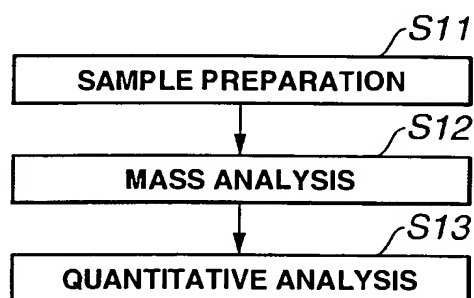 S11
SAMPLE PREPARATION
S12
MASS ANALYSIS
S13
QUANTITATIVE ANALYSIS